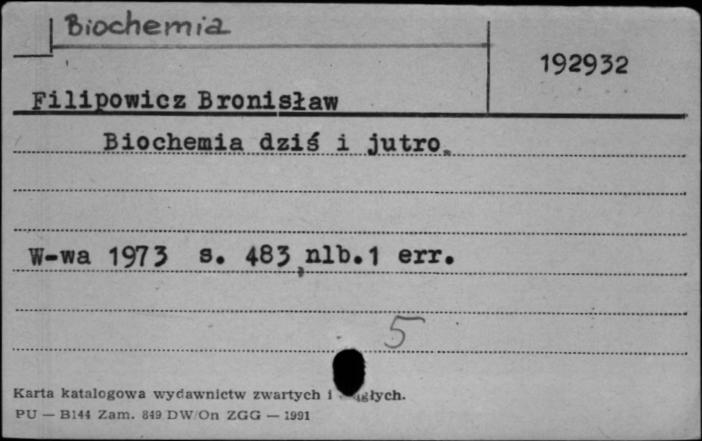 Biochemia
192932
Filipowicz Bronisław
Biochemia dziś i jutro.
W-wa 1973 s. 483, nlb.1 err.
5
Karta katalogowa wydawnictw zwartych i
PU — B144 Zam. 849 DW/On ZGG — 1991